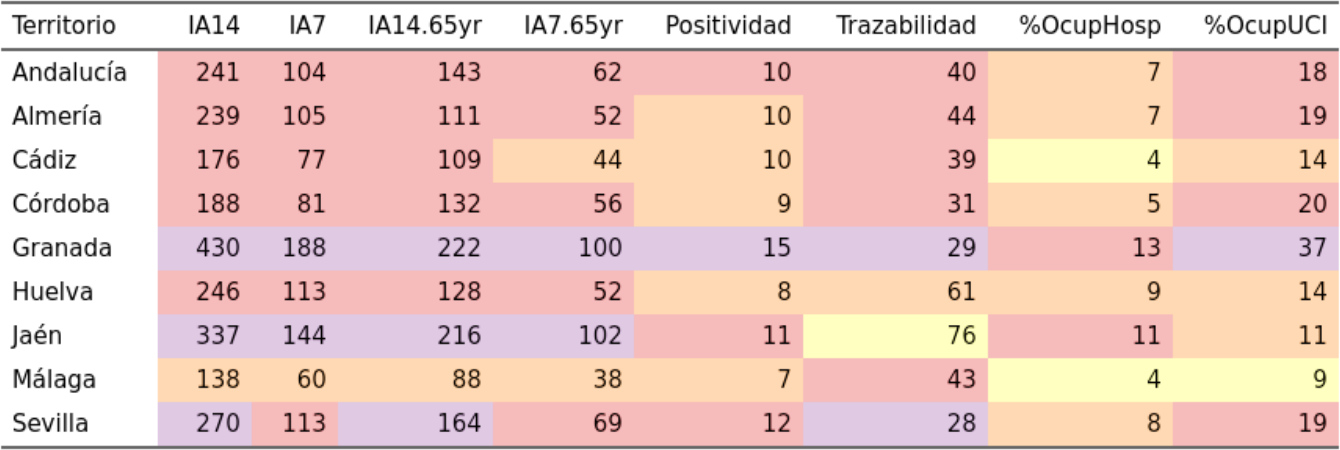 Territorio IA14 IA7 IA14.65yr IA7.65yr Positividad Trazabilidad %OcupHosp %OcupUCI
Andalucía 241 104 143 62 10 40 7 18
Almería 239 105 111 52 10 44 7 19
Cádiz 176 77 109 44 10 39 4 14
Córdoba 188 81 132 56 9 31 5 20
Granada 430 188 222 100 15 29 13 37
Huelva 246 113 128 52 8 61 9 14
Jaén 337 144 216 102 11 76 11 11
Málaga 138 60 88 38 7 43 4 9
Sevilla 270 113 164 69 12 28 8 19